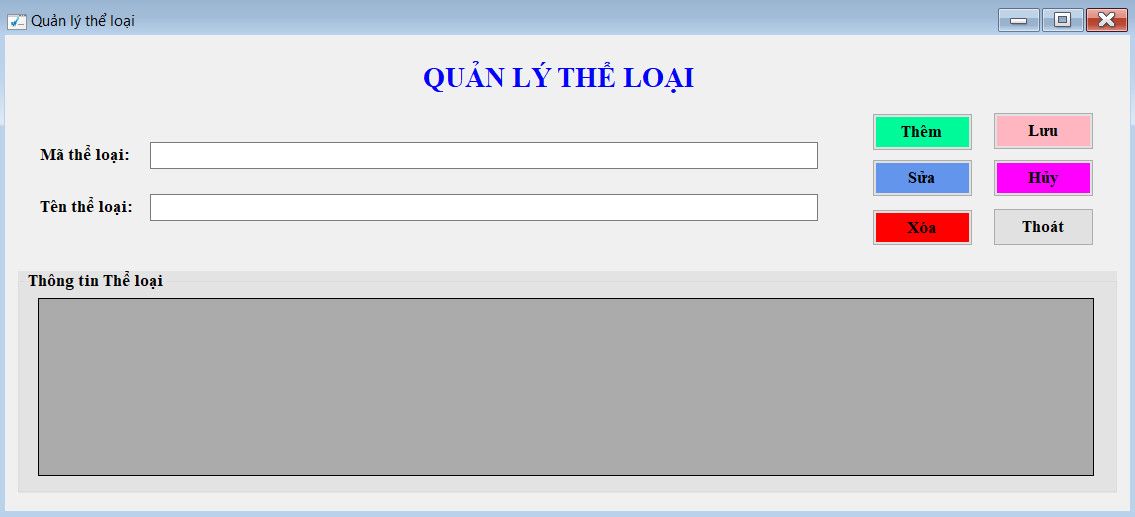 Quản lý thể loại
QUẢN LÝ THỂ LOẠI
Mã thể loại:
Tên thể loại:
Thêm
Lưu
Sửa
Hủy
Xóa
Thoát
Thông tin Thể loại